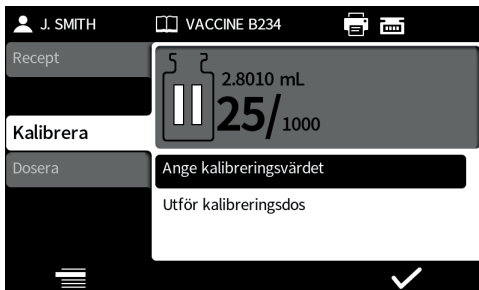 J. SMITH
VACCINE B234
Recept
Kalibrera
Dosera
2.8010 mL
25/1000
Ange kalibreringsvärdet
Utför kalibreringsdos